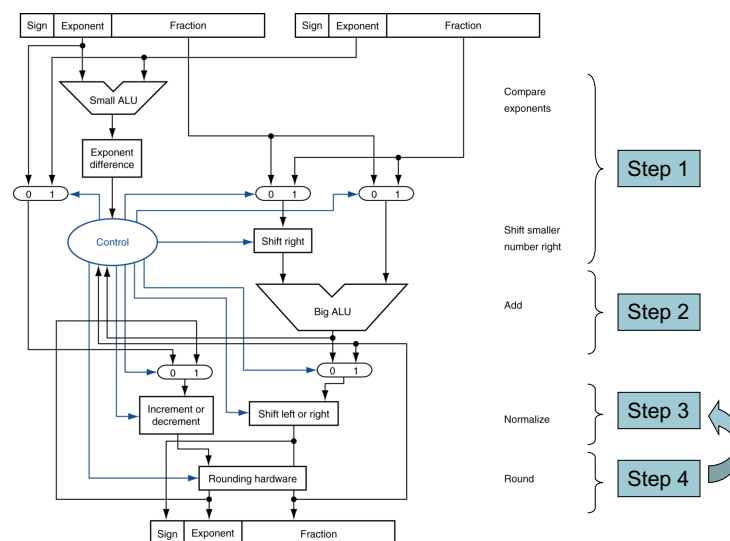 Sign Exponent Fraction
Sign Exponent Fraction
Small ALU
Compare
exponents
Exponent
difference
Step 1
0 1
0 1
0 1
Control
Shift right
Shift smaller
number right
Big ALU
Add
Step 2
0 1
0 1
Increment or
decrement
Shift left or right
Normalize
Step 3
Rounding hardware
Round
Step 4
Sign Exponent Fraction